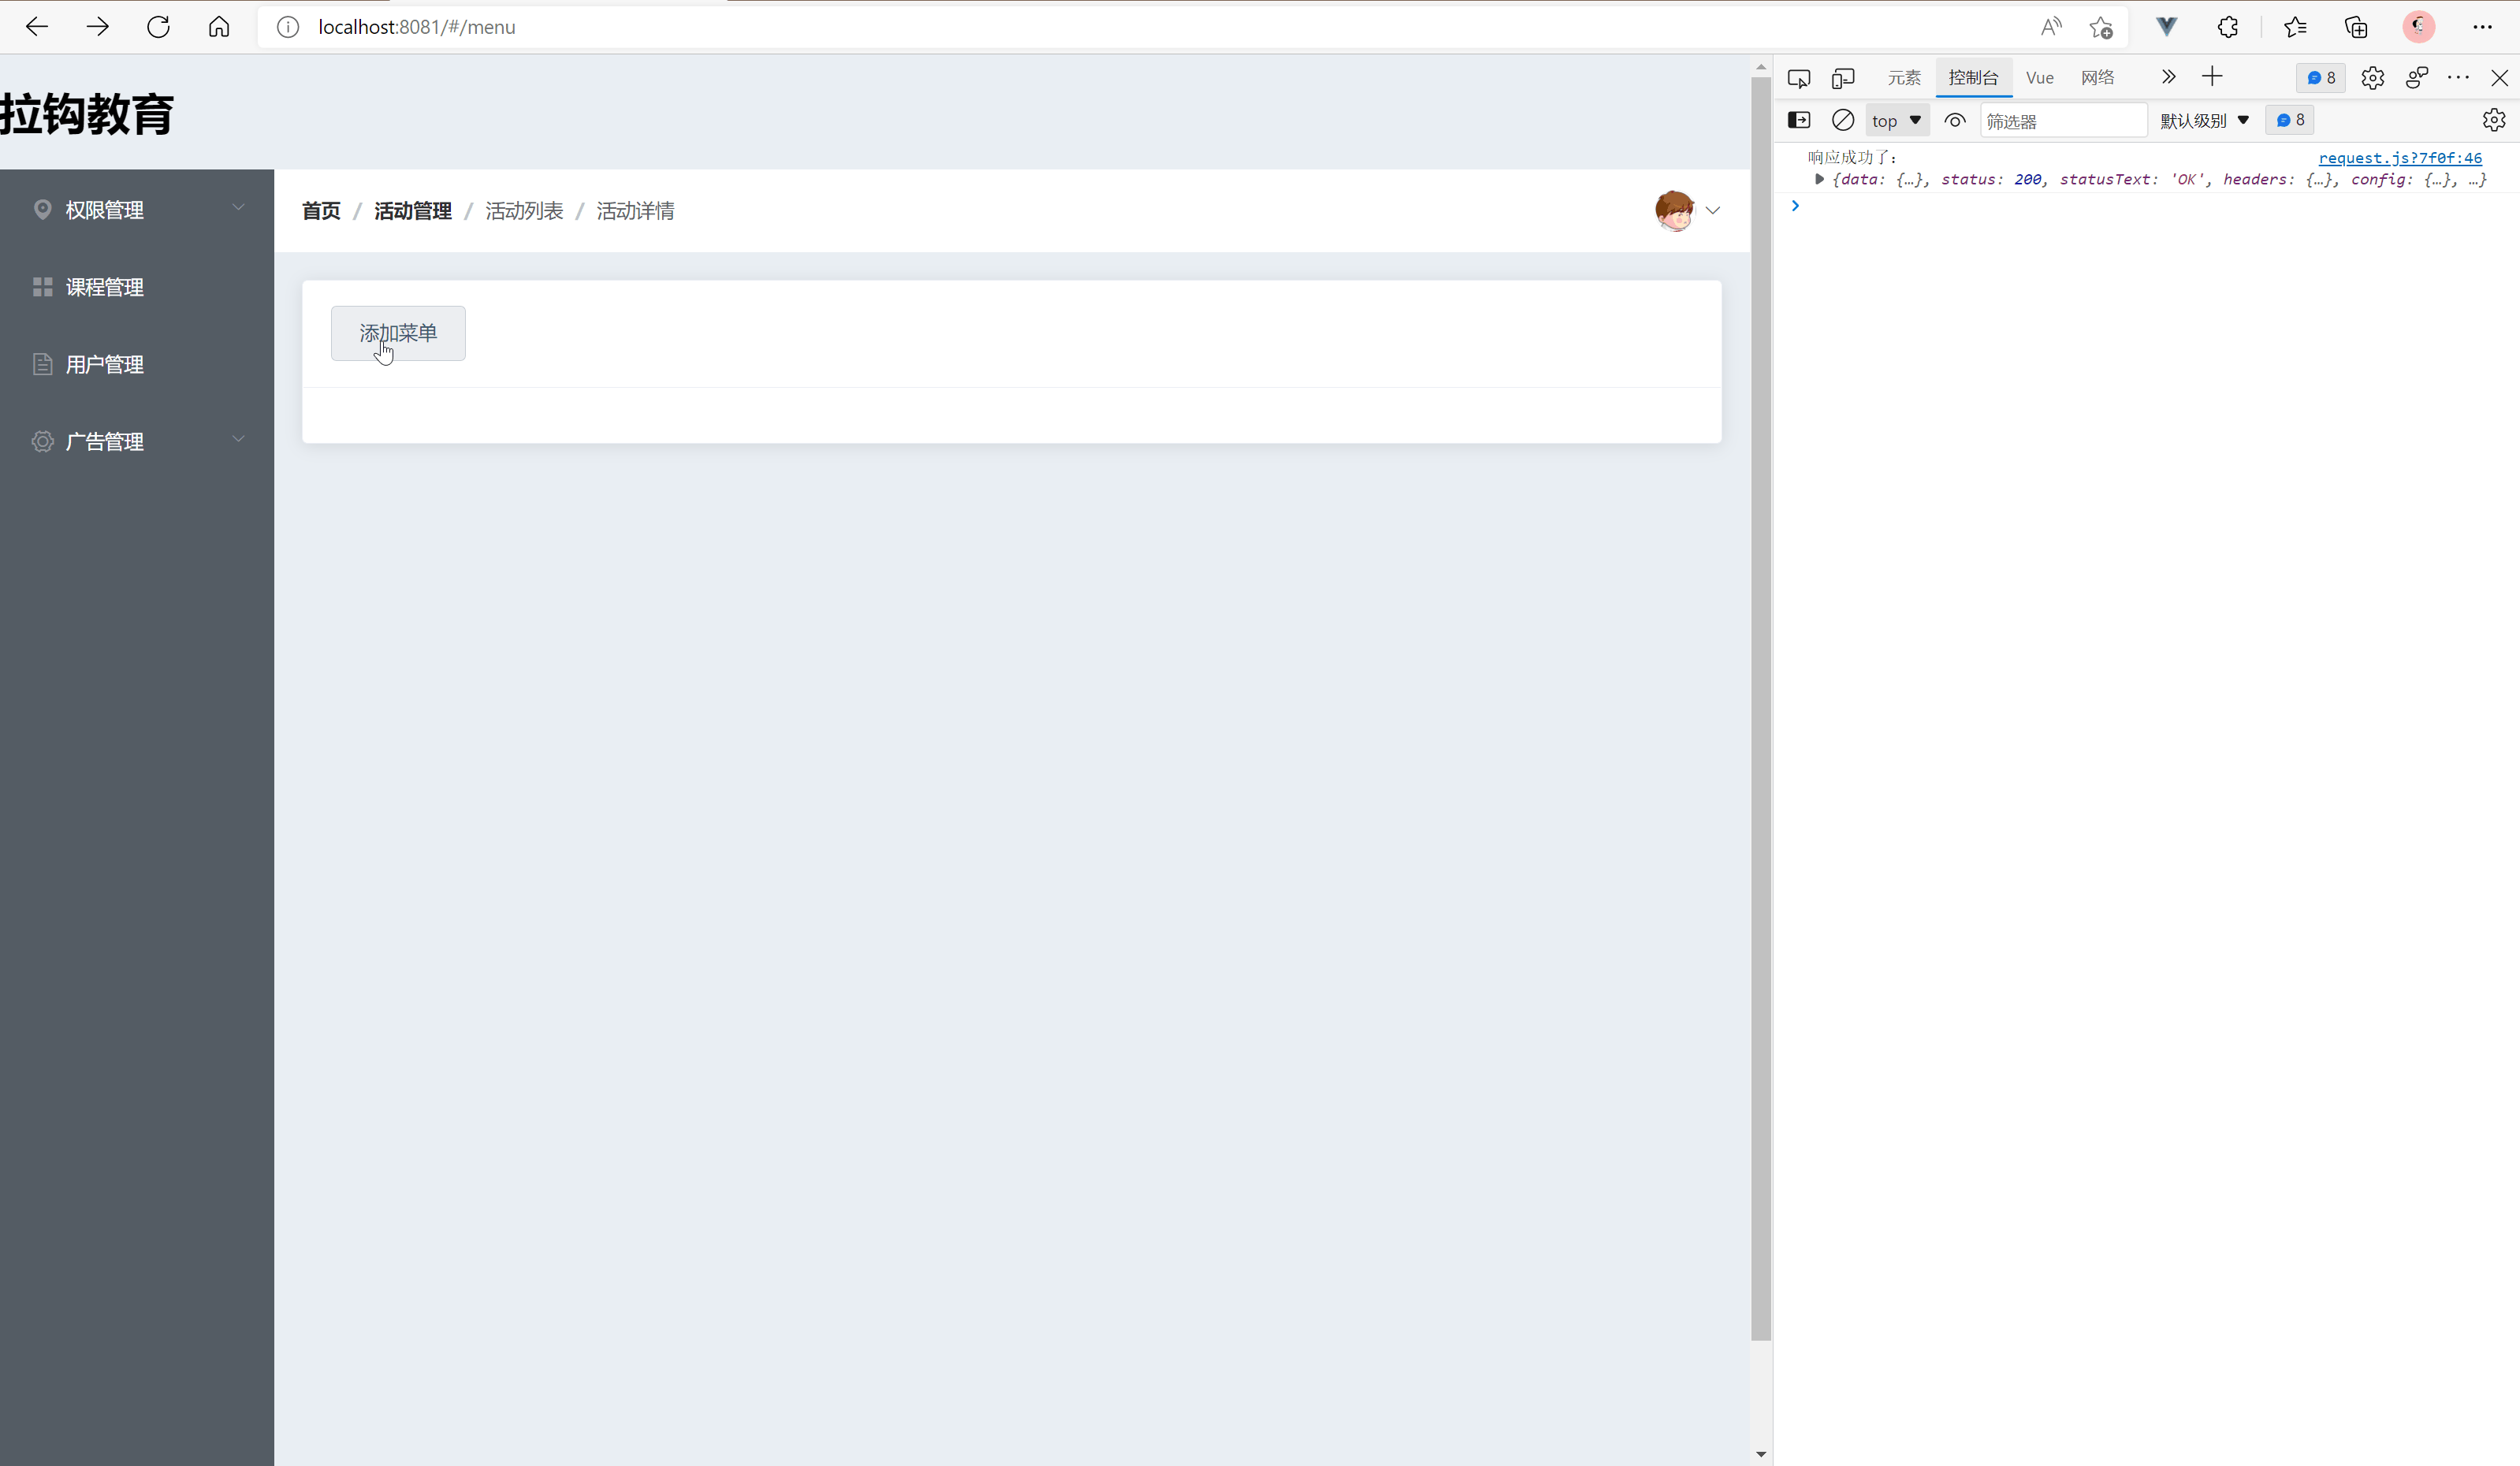 localhost:8081/#/menu
拉钩教育
权限管理
课程管理
用户管理
广告管理
首页 / 活动管理 / 活动列表 / 活动详情
添加菜单
元素 控制台 Vue 网络 8
top 筛选器 默认级别 8
响应成功了: request.js?7f0f:46
{data: {…}, status: 200, statusText: 'OK', headers: {…}, config: {…}, …}